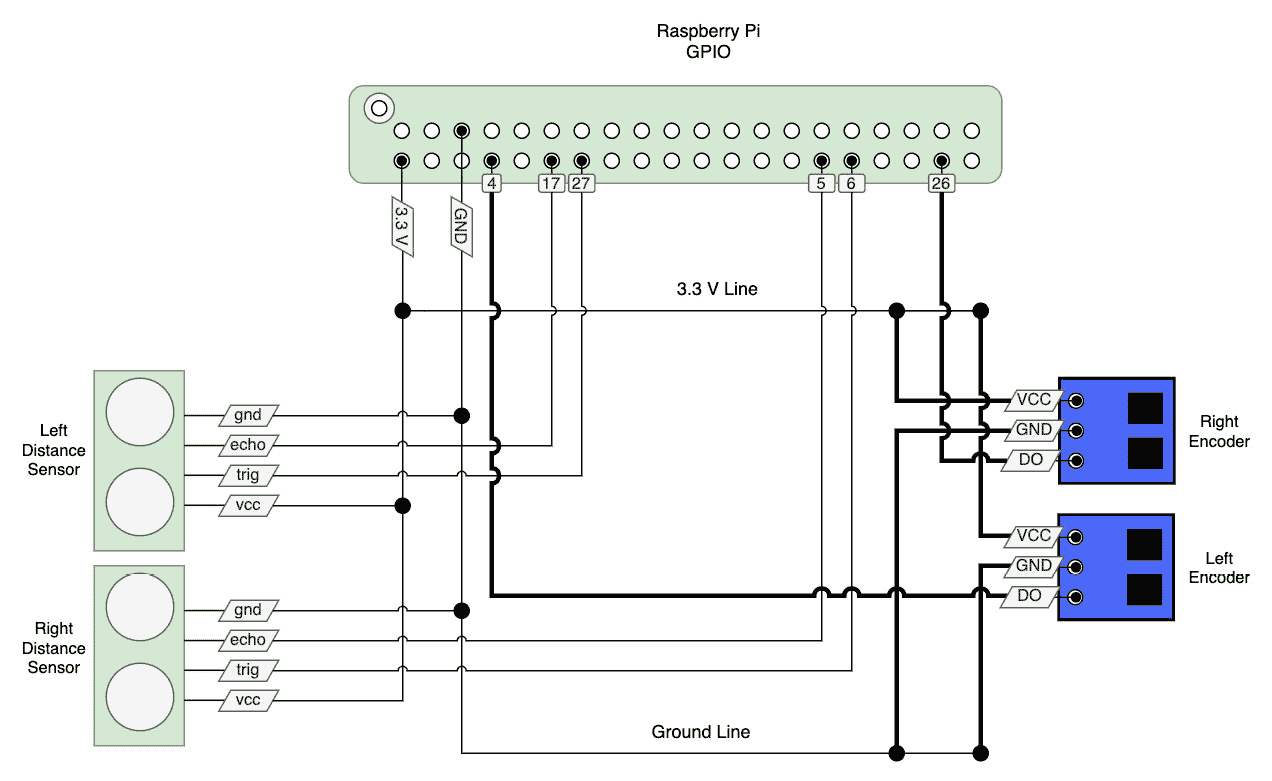 Raspberry Pi
GPIO
4
17
27
5
6
26
3.3 V
GND
3.3 V Line
Left
Distance
Sensor
gnd
echo
trig
vcc
Right
Distance
Sensor
gnd
echo
trig
vcc
VCC
GND
DO
Right
Encoder
VCC
GND
DO
Left
Encoder
Ground Line